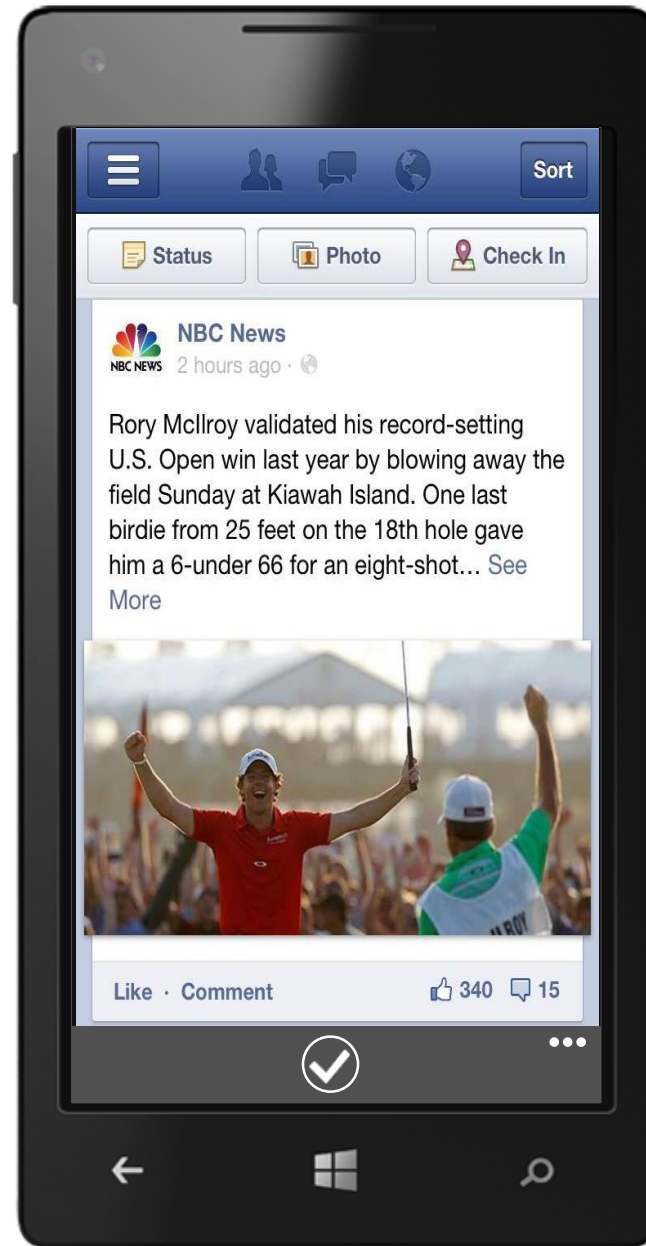 Sort
Status
Photo
Check In
NBC News
NBC NEWS
2 hours ago ·
Rory McIlroy validated his record-setting
U.S. Open win last year by blowing away the
field Sunday at Kiawah Island. One last
birdie from 25 feet on the 18th hole gave
him a 6-under 66 for an eight-shot... See
More
Like · Comment
340
15